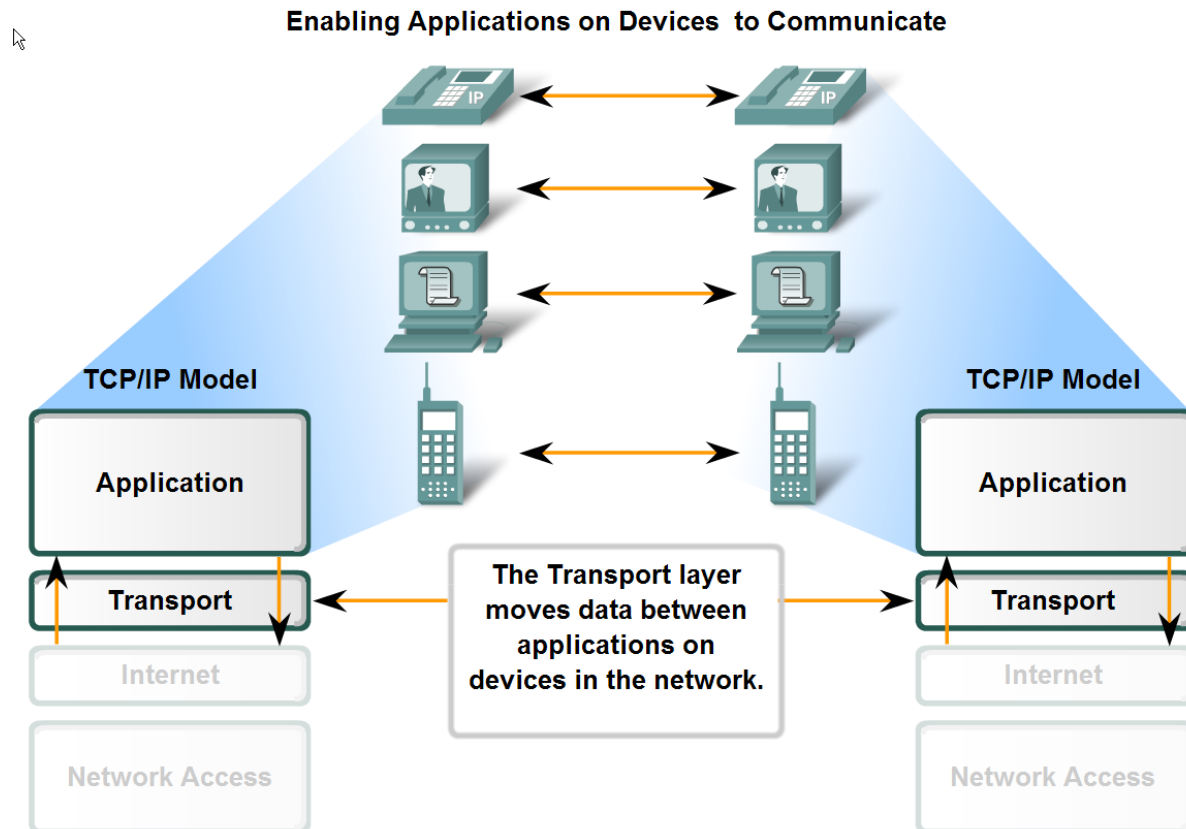 Enabling Applications on Devices to Communicate
IP
IP
TCP/IP Model
TCP/IP Model
Application
Application
Transport
Transport
The Transport layer
moves data between
applications on
devices in the network.
Internet
Internet
Network Access
Network Access